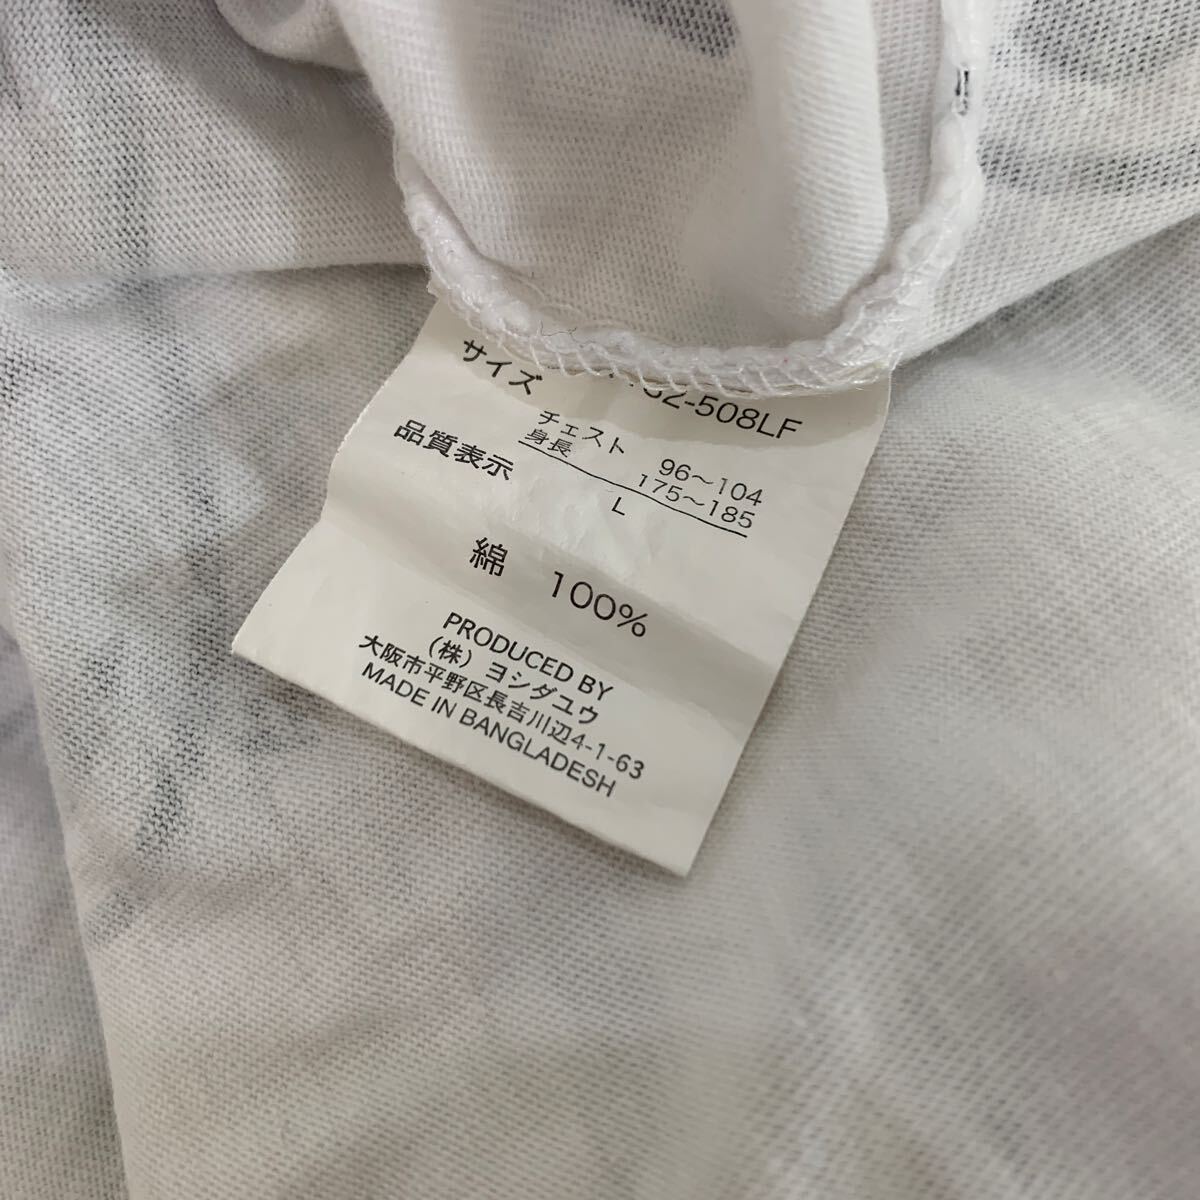 サイズ 2-508LF
チェスト 96〜104
身長 175〜185
L
品質表示
綿 100%
PRODUCED BY
(株) ヨシダユウ
大阪市平野区長吉川辺4-1-63
MADE IN BANGLADESH